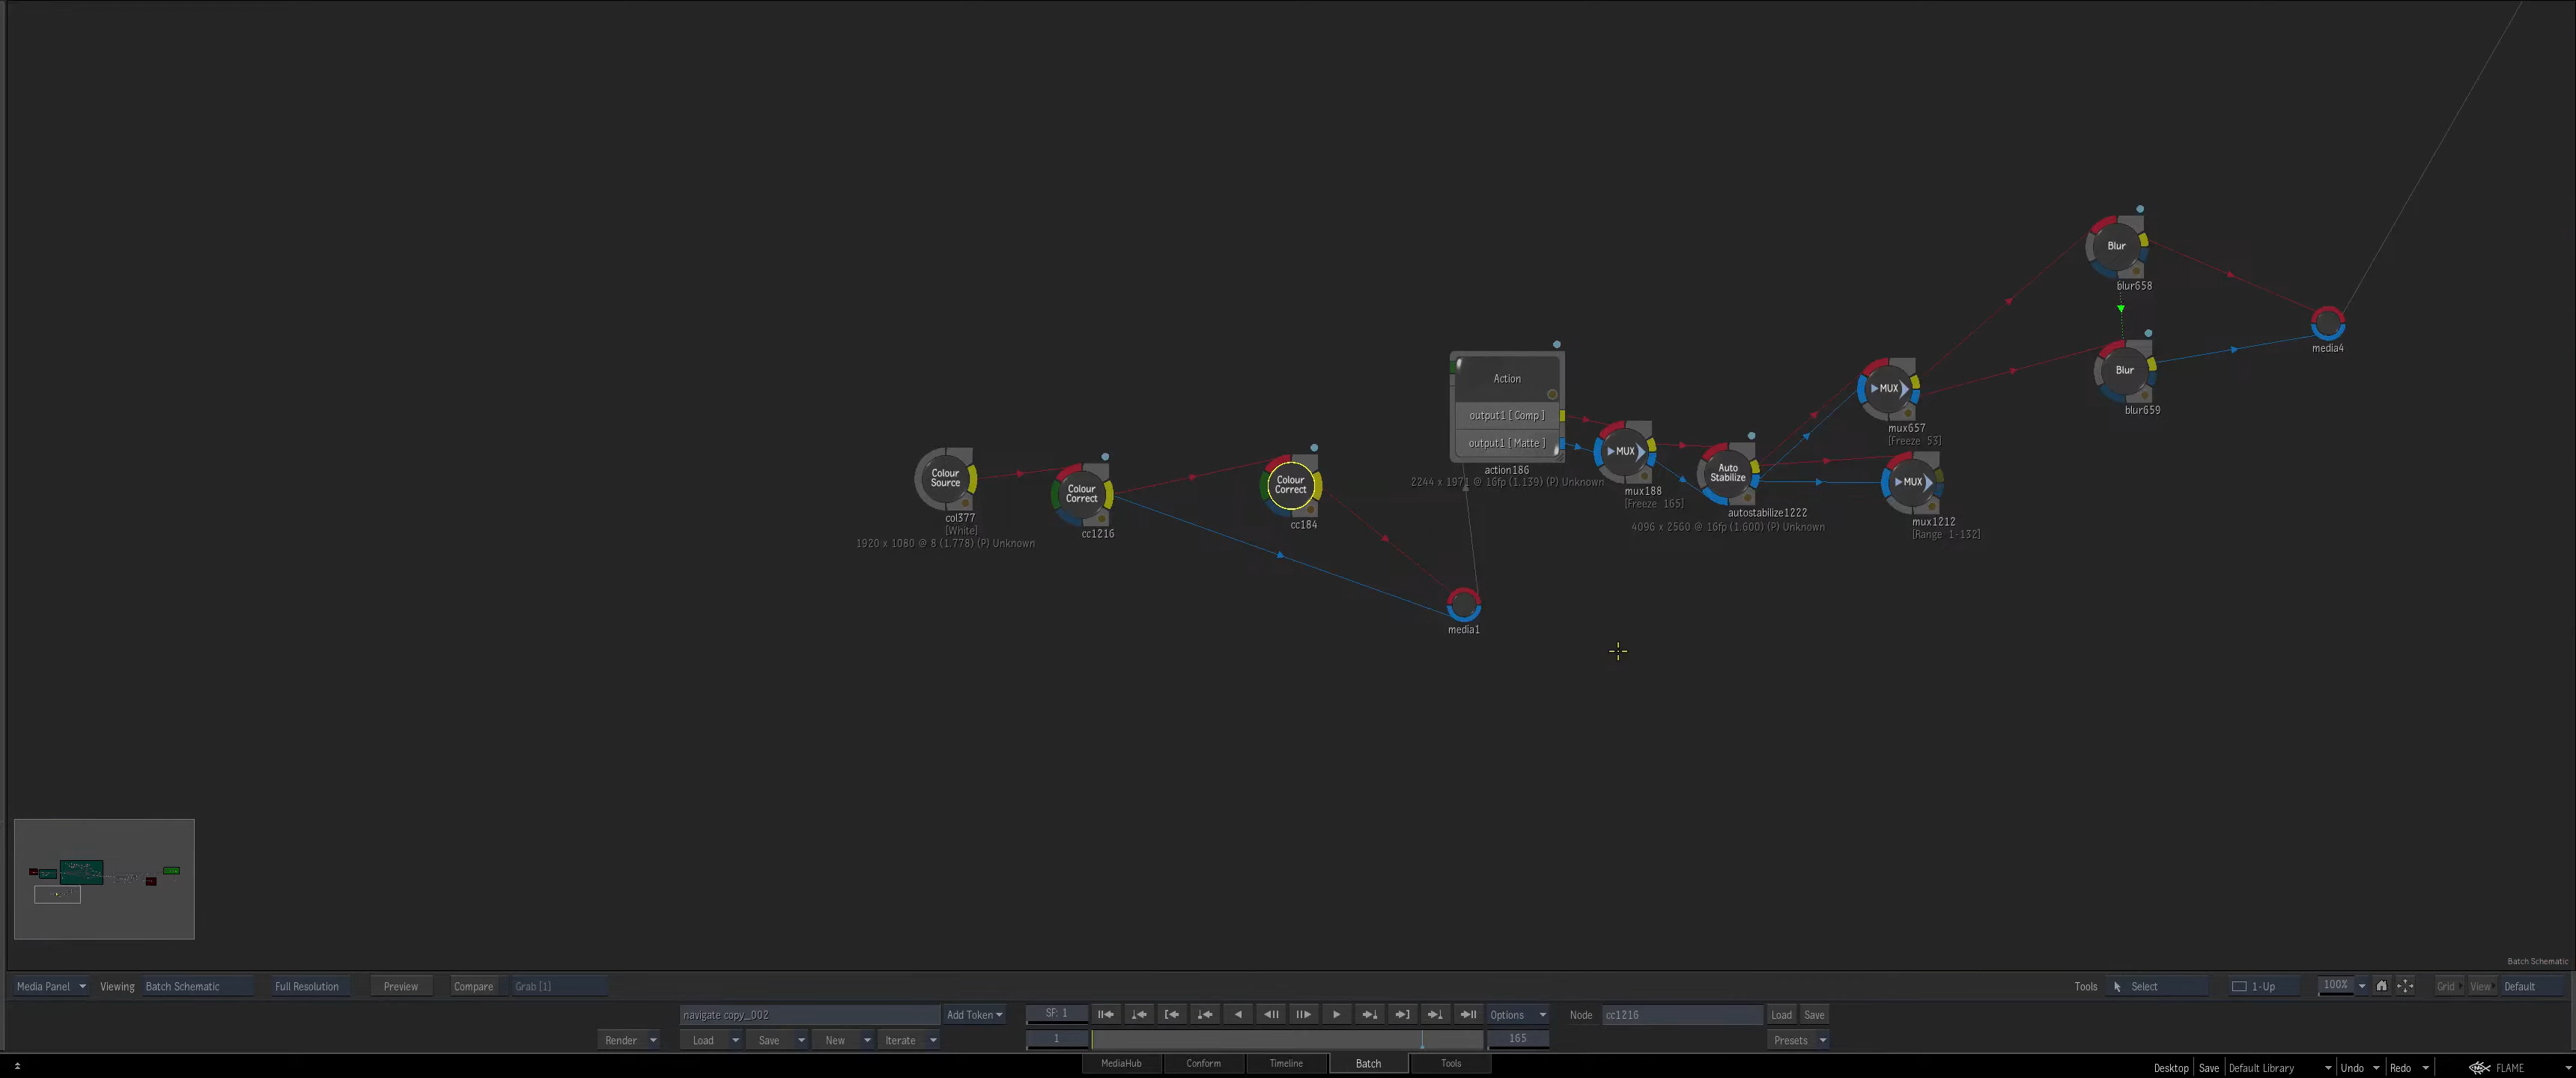 Blur
blur658
media4
Blur
blur659
Action
output1 [ Comp ]
output1 [ Matte ]
action186
2244 x 1971 @ 16fp (1.139) (P) Unknown
MUX
mux657
[Freeze 53]
MUX
mux188
[Freeze 165]
Auto
Stabilize
autostabilize1222
4096 x 2560 @ 16fp (1.600) (P) Unknown
MUX
mux1212
[Range 1-132]
Colour
Source
col377
[White]
1920 x 1080 @ 8 (1.778) (P) Unknown
Colour
Correct
cc1216
Colour
Correct
cc184
media1
Batch Schematic
Media Panel Viewing Batch Schematic Full Resolution Preview Compare Grab [1] Tools Select 1-Up 100% Grid View Default
navigate copy_002 Add Token SF: 1 Options Node cc1216 Load Save
Render Load Save New Iterate 1 165 Presets
MediaHub Conform Timeline Batch Tools
Desktop Save Default Library Undo Redo FLAME